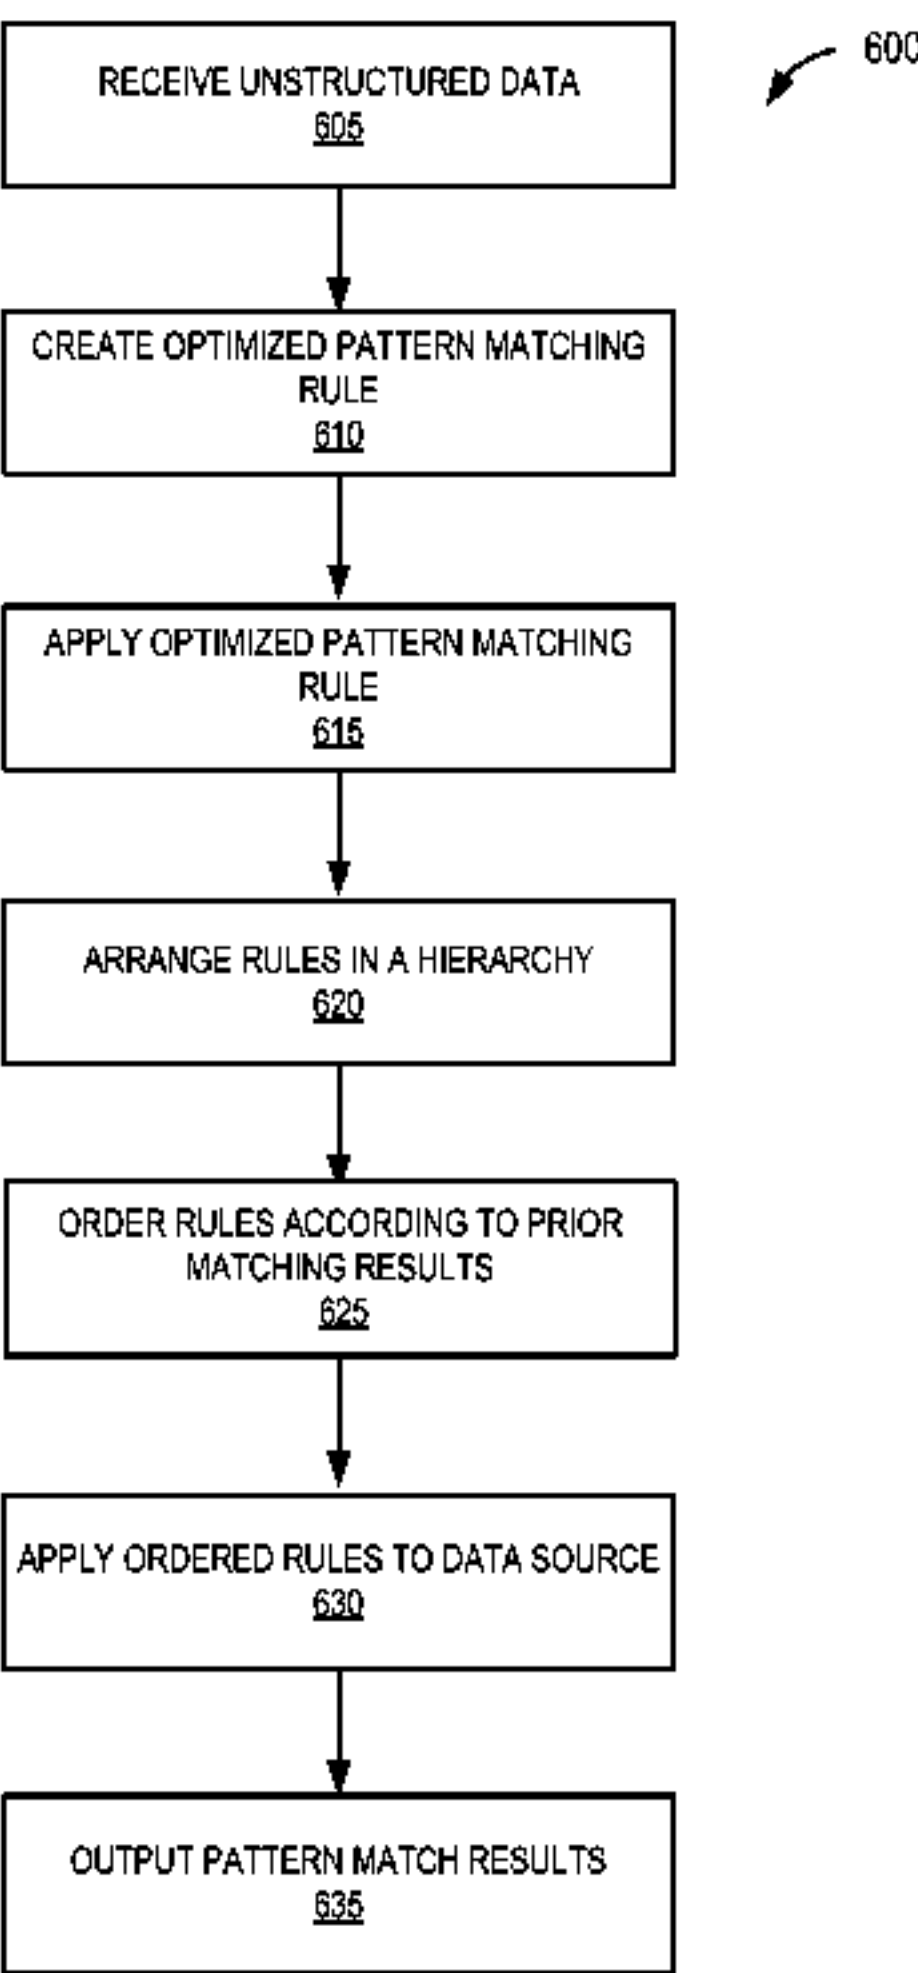 600
RECEIVE UNSTRUCTURED DATA
605
CREATE OPTIMIZED PATTERN MATCHING
RULE
610
APPLY OPTIMIZED PATTERN MATCHING
RULE
615
ARRANGE RULES IN A HIERARCHY
620
ORDER RULES ACCORDING TO PRIOR
MATCHING RESULTS
625
APPLY ORDERED RULES TO DATA SOURCE
630
OUTPUT PATTERN MATCH RESULTS
635